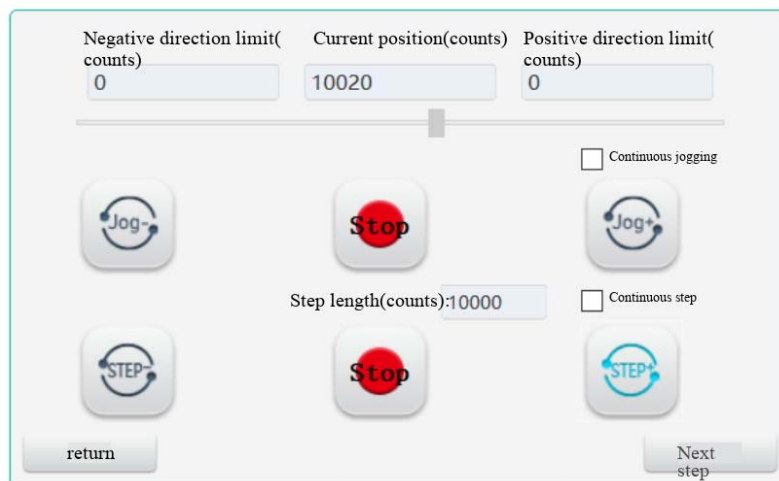 Negative direction limit(
counts)
Current position(counts)
Positive direction limit(
counts)
0
10020
0
Continuous jogging
Jog-
Stop
Jog+
Step length(counts):
10000
Continuous step
STEP-
Stop
STEP+
return
Next
step